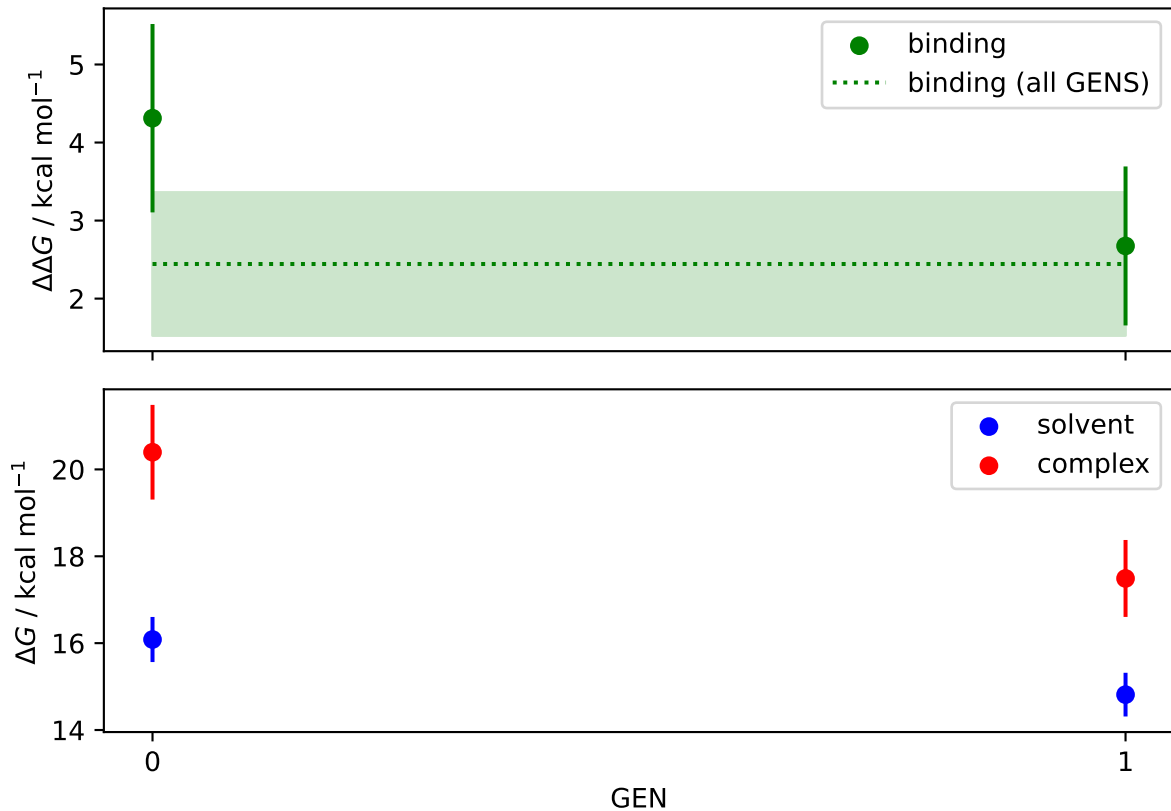 binding
binding (all GENS)
5
4
3
2
ΔΔG / kcal mol⁻¹
solvent
complex
20
18
16
14
ΔG / kcal mol⁻¹
0
1
GEN